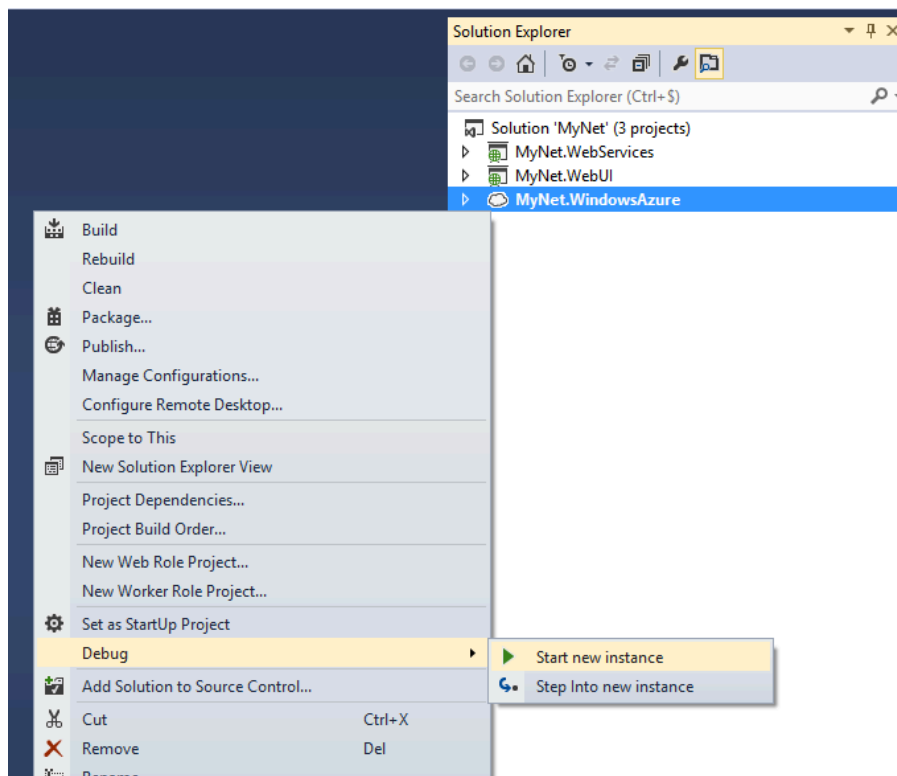 Solution Explorer
Search Solution Explorer (Ctrl+$)
Solution 'MyNet' (3 projects)
MyNet.WebServices
MyNet.WebUI
MyNet.WindowsAzure
Build
Rebuild
Clean
Package...
Publish...
Manage Configurations...
Configure Remote Desktop...
Scope to This
New Solution Explorer View
Project Dependencies...
Project Build Order...
New Web Role Project...
New Worker Role Project...
Set as StartUp Project
Debug
Start new instance
Step Into new instance
Add Solution to Source Control...
Cut Ctrl+X
Remove Del